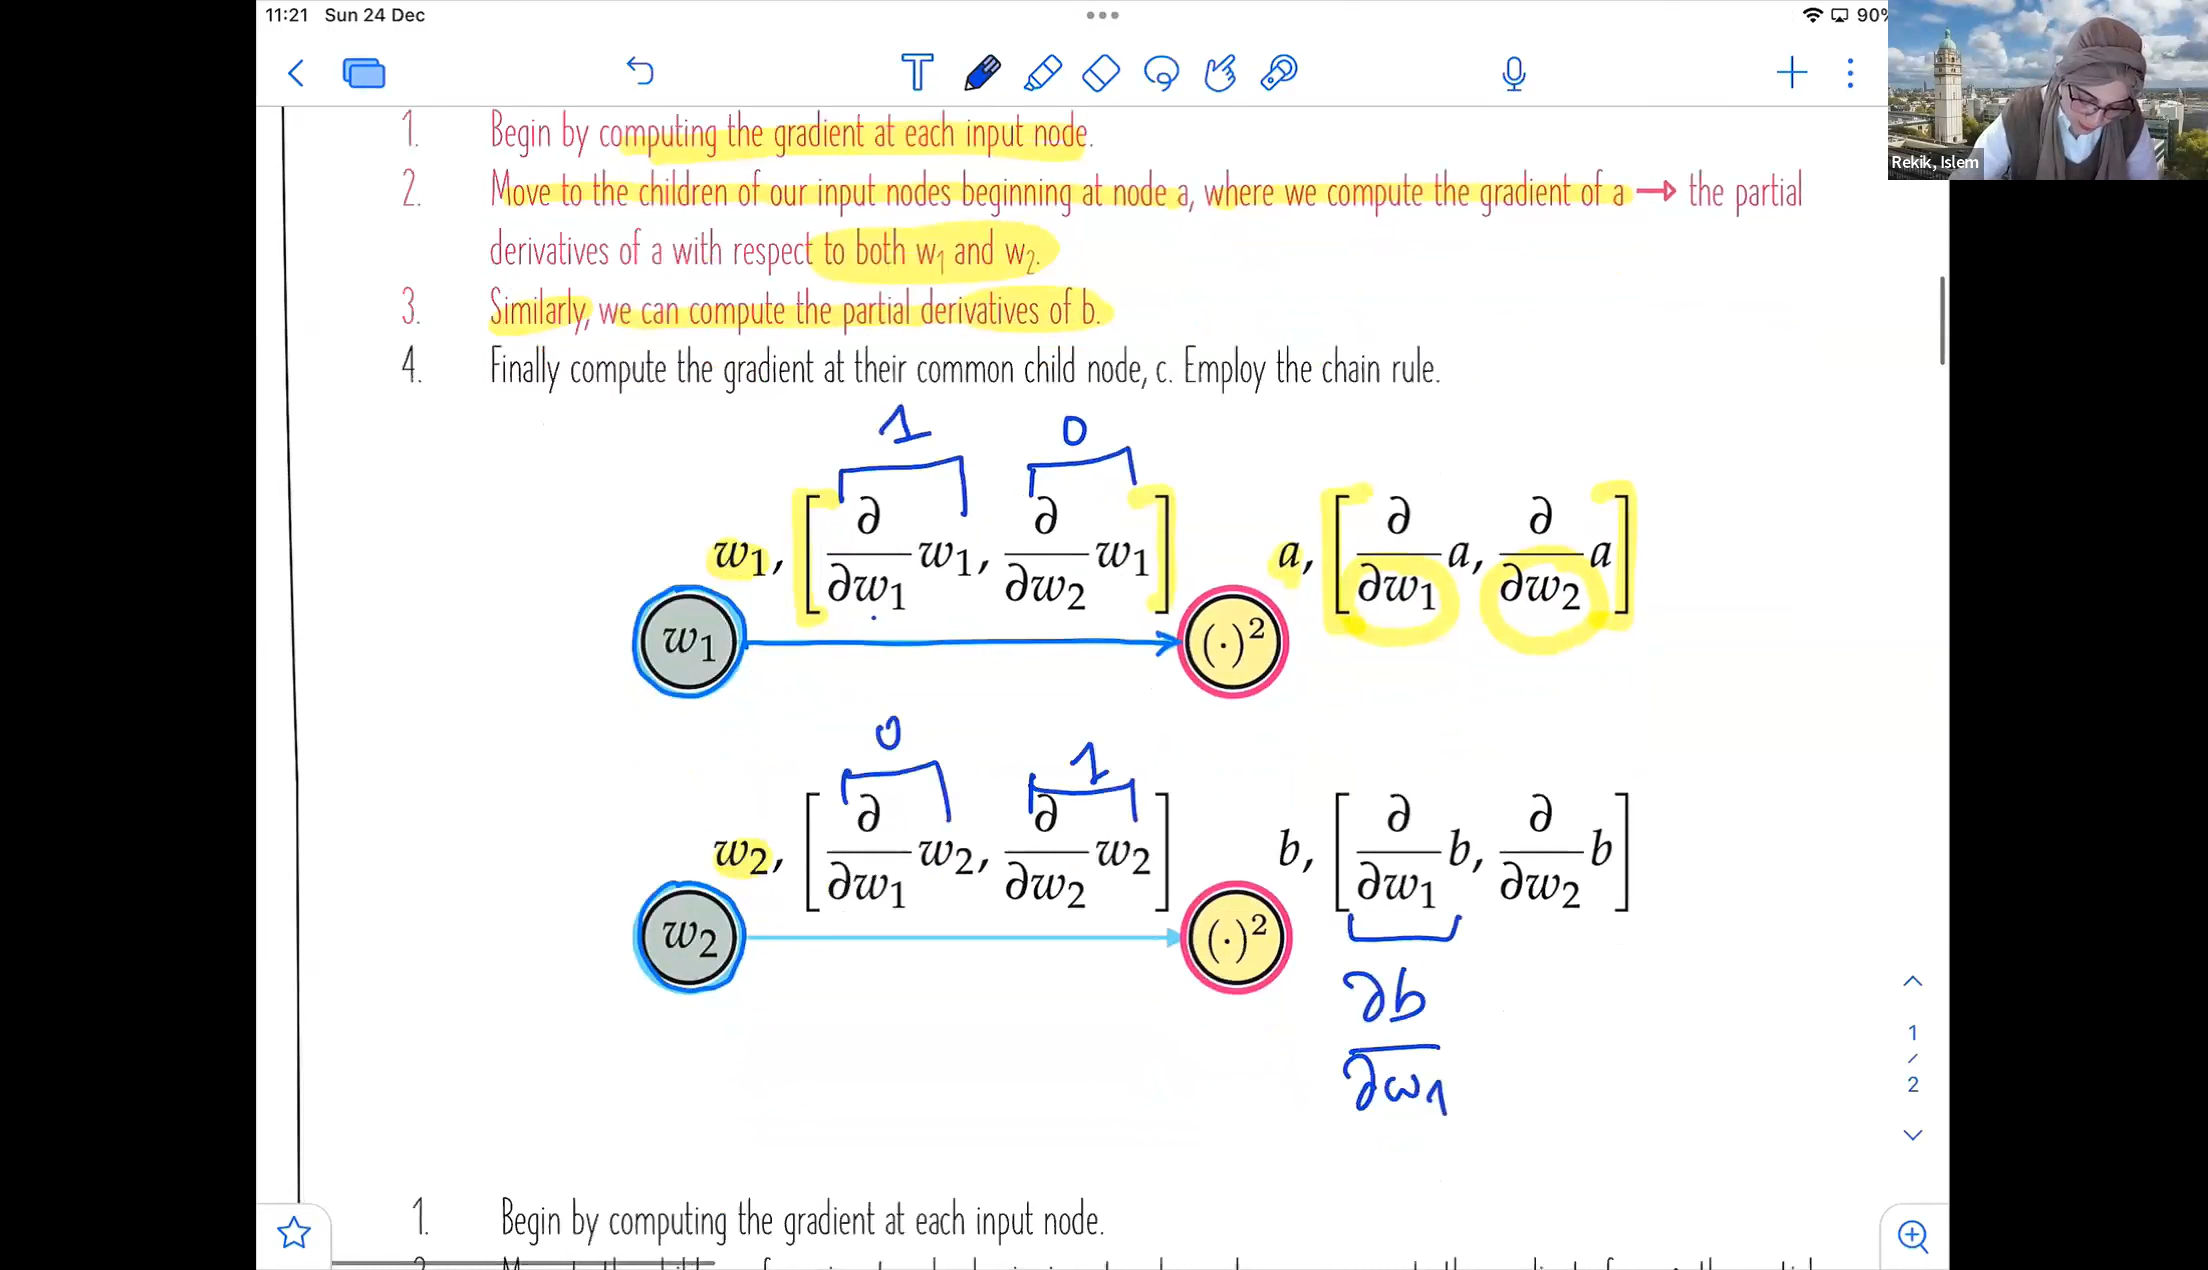 11:21 Sun 24 Dec
90%
Rekik, Islem
1. Begin by computing the gradient at each input node.
2. Move to the children of our input nodes beginning at node a, where we compute the gradient of a → the partial
derivatives of a with respect to both w₁ and w₂.
3. Similarly, we can compute the partial derivatives of b.
4. Finally compute the gradient at their common child node, c. Employ the chain rule.
1 0
w₁, [∂/∂w₁ w₁, ∂/∂w₂ w₁] a, [∂/∂w₁ a, ∂/∂w₂ a]
w₁ (·)²
0 1
w₂, [∂/∂w₁ w₂, ∂/∂w₂ w₂] b, [∂/∂w₁ b, ∂/∂w₂ b]
w₂ (·)²
∂b
∂w₁
1
/
2
1. Begin by computing the gradient at each input node.